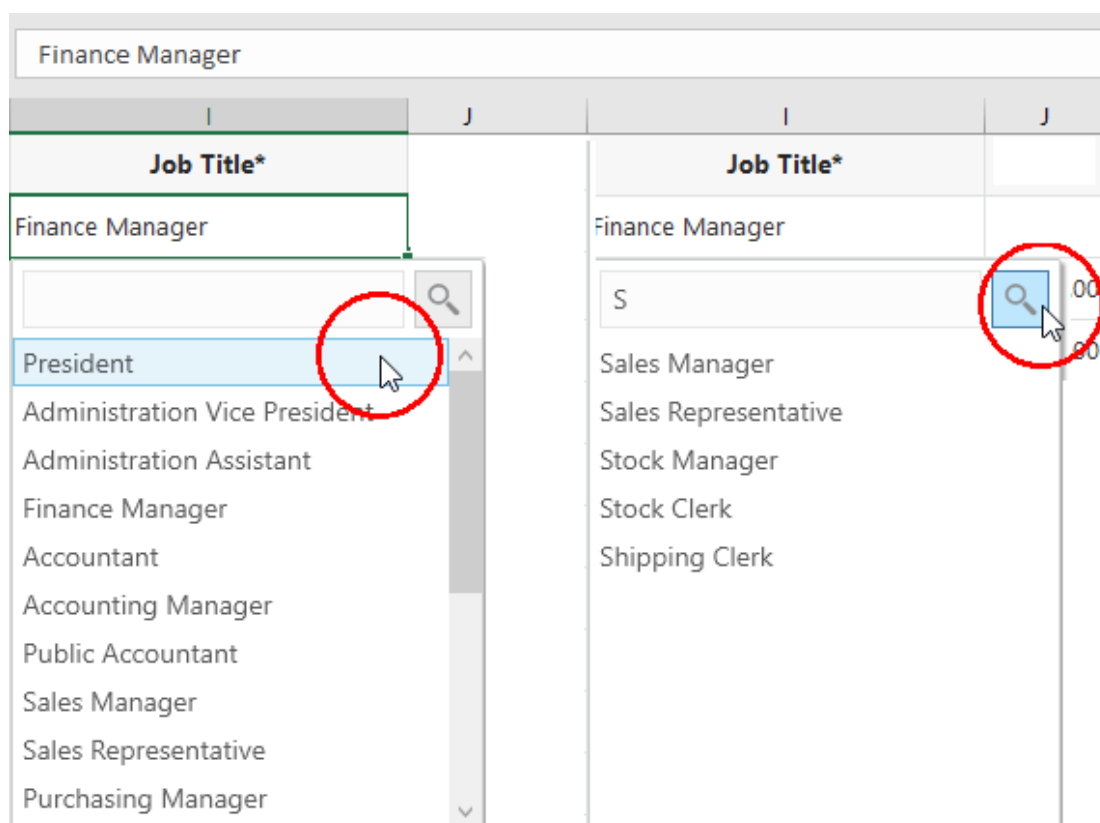 Finance Manager
I
J
I
J
Job Title*
Job Title*
Finance Manager
Finance Manager
S
President
Administration Vice President
Administration Assistant
Finance Manager
Accountant
Accounting Manager
Public Accountant
Sales Manager
Sales Representative
Purchasing Manager
Sales Manager
Sales Representative
Stock Manager
Stock Clerk
Shipping Clerk